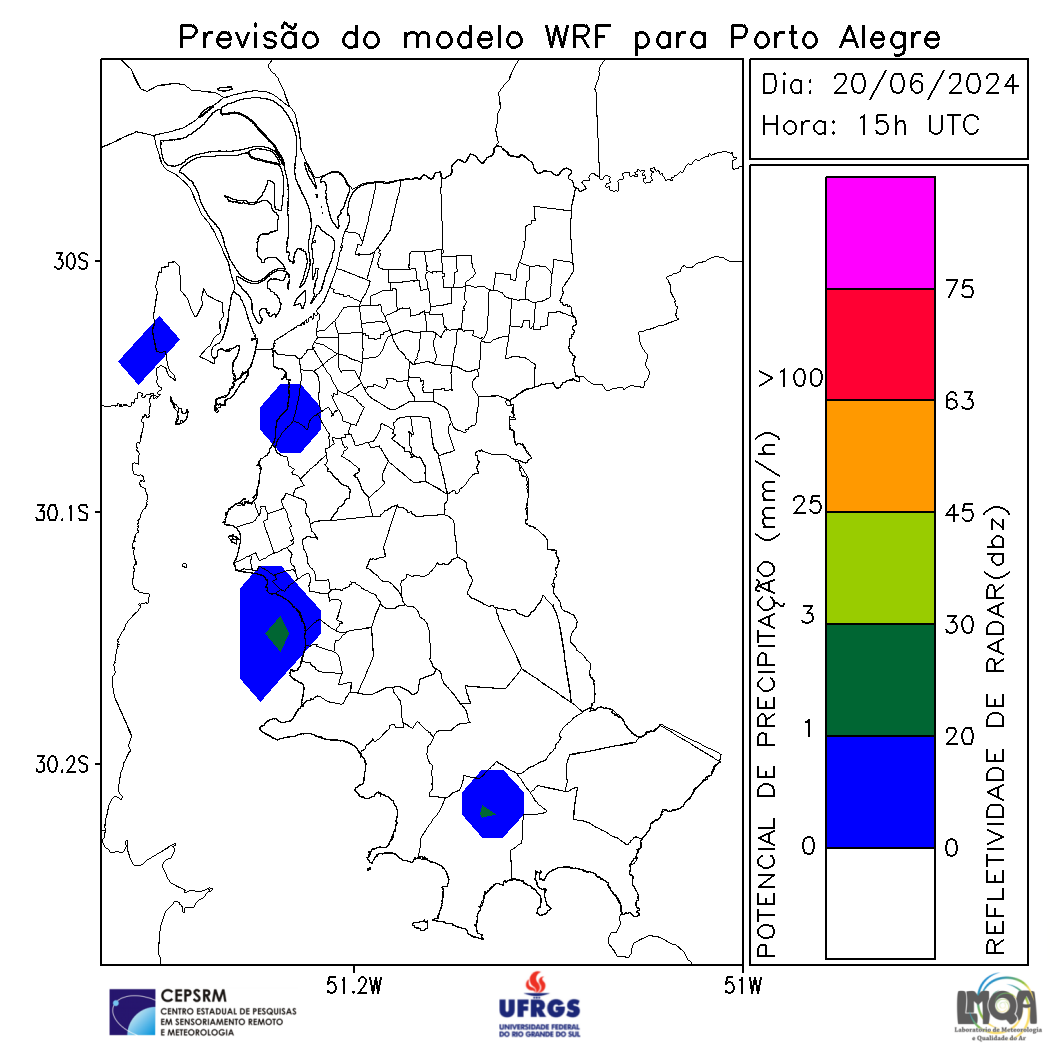 Previsão do modelo WRF para Porto Alegre
Dia: 20/06/2024
Hora: 15h UTC
30S
30.1S
30.2S
51.2W
51W
POTENCIAL DE PRECIPITAÇÃO (mm/h)
>100
25
3
1
0
75
63
45
30
20
0
REFLETIVIDADE DE RADAR(dbz)
CEPSRM
CENTRO ESTADUAL DE PESQUISAS
EM SENSORIAMENTO REMOTO
E METEOROLOGIA
UFRGS
UNIVERSIDADE FEDERAL
DO RIO GRANDE DO SUL
LMQA
Laboratório de Meteorologia
e Qualidade do Ar